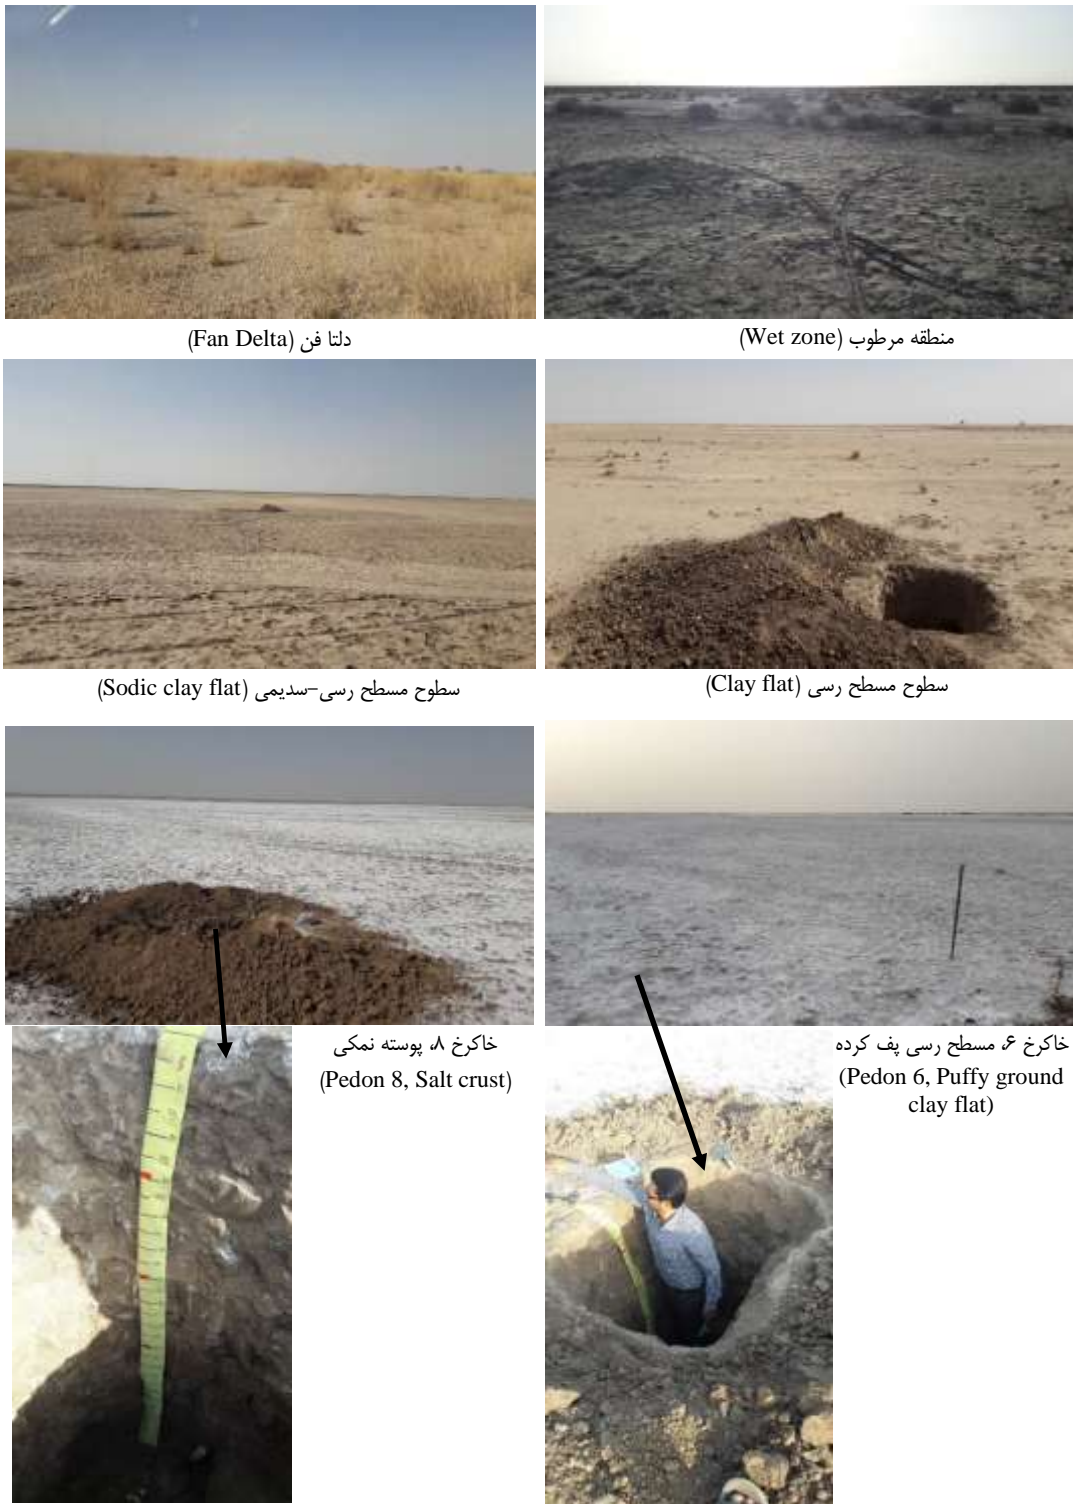 دلتا فن (Fan Delta)
منطقه مرطوب (Wet zone)
سطوح مسطح رسی-سدیمی (Sodic clay flat)
سطوح مسطح رسی (Clay flat)
خاکرخ ۸، پوسته نمکی
(Pedon 8, Salt crust)
خاکرخ ۶، مسطح رسی پف کرده
(Pedon 6, Puffy ground
clay flat)